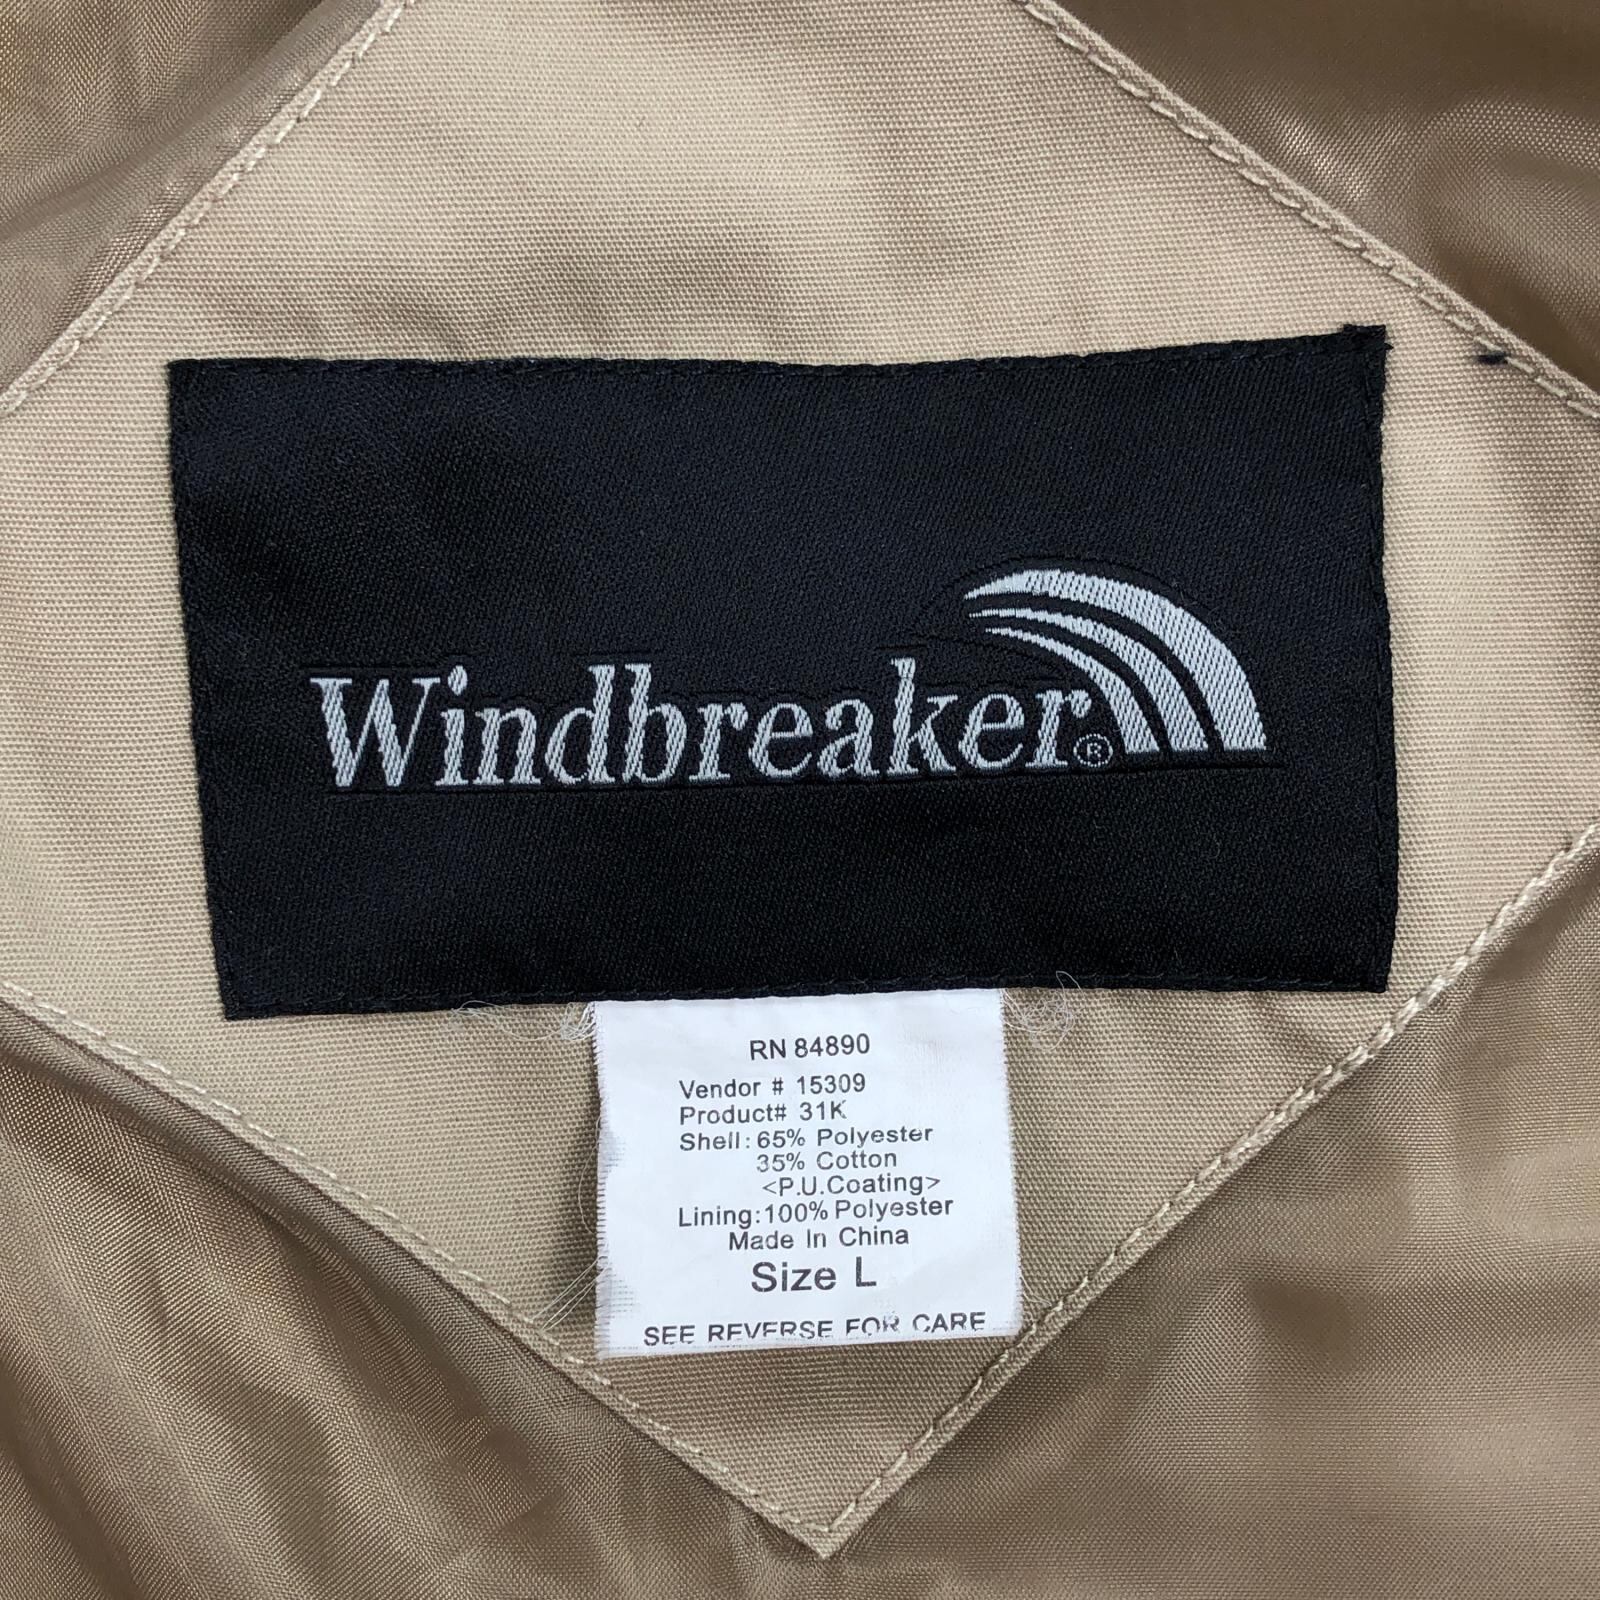 Windbreaker®
RN 84890
Vendor # 15309
Product# 31K
Shell: 65% Polyester
35% Cotton
<P.U.Coating>
Lining:100% Polyester
Made In China
Size L
SEE REVERSE FOR CARE